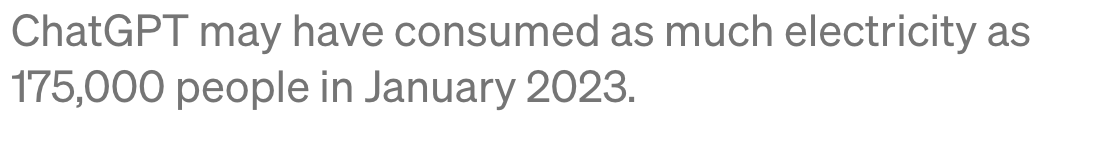 ChatGPT may have consumed as much electricity as
175,000 people in January 2023.